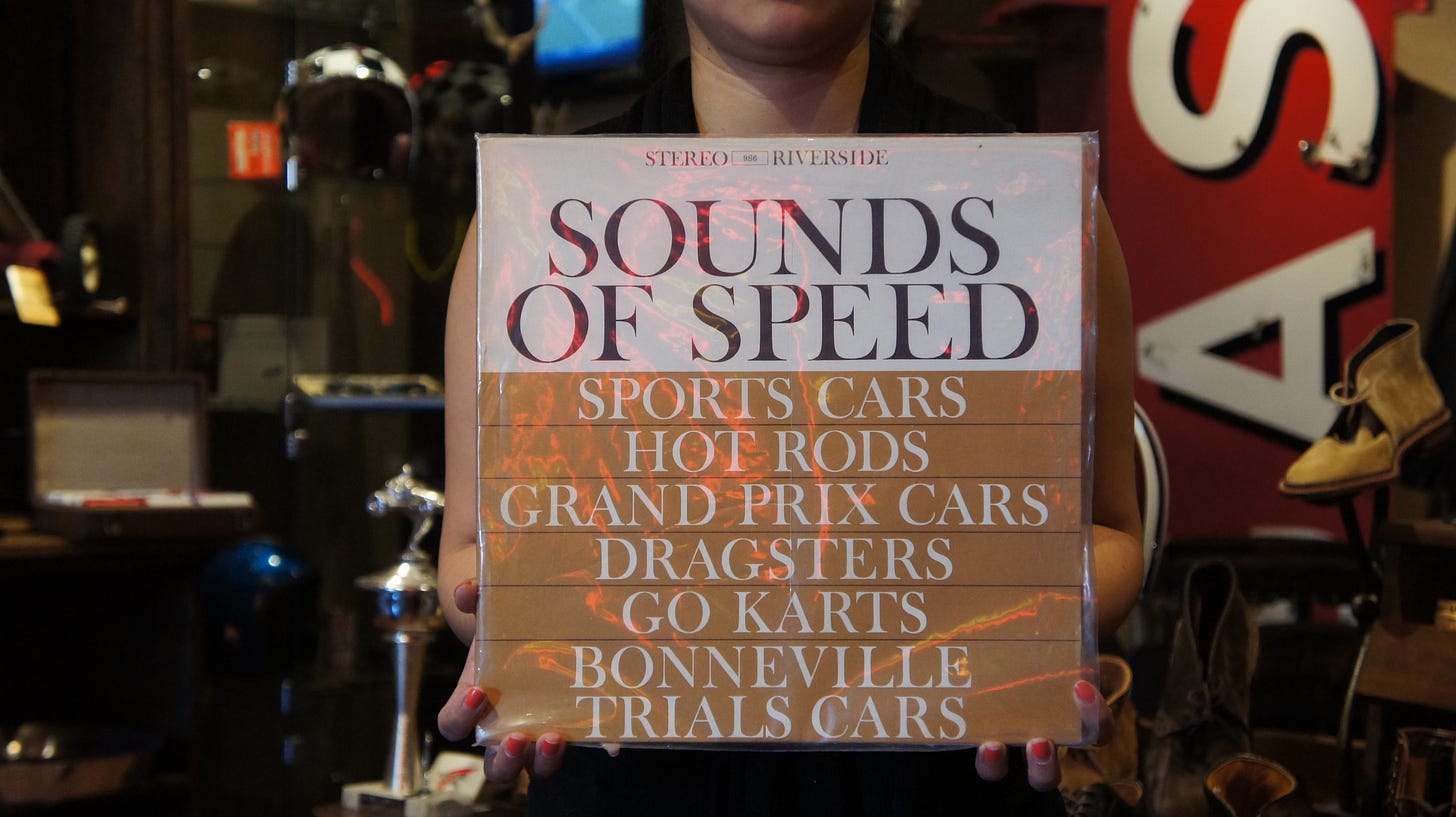 STEREO 986 RIVERSIDE
SOUNDS
OF SPEED
SPORTS CARS
HOT RODS
GRAND PRIX CARS
DRAGSTERS
GO KARTS
BONNEVILLE
TRIALS CARS
AS